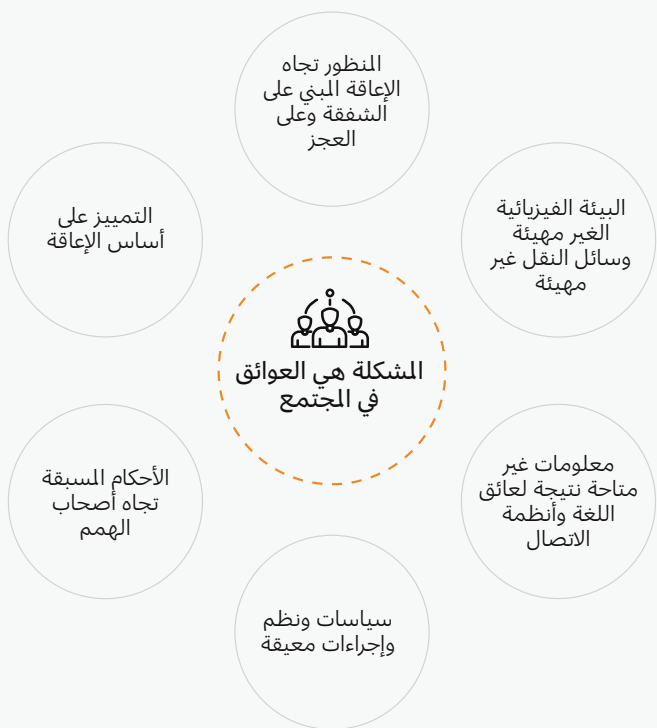 المنظور تجاه
الإعاقة المبني على
الشفقة وعلى
العجز
البيئة الفيزيائية
الغير مهيئة
وسائل النقل غير
مهيئة
التمييز على
أساس الإعاقة
المشكلة هي العوائق
في المجتمع
معلومات غير
متاحة نتيجة لعائق
اللغة وأنظمة
الاتصال
الأحكام المسبقة
تجاه أصحاب
الهمم
سياسات ونظم
وإجراءات معيقة